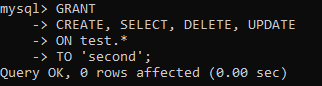 mysql> GRANT
-> CREATE, SELECT, DELETE, UPDATE
-> ON test.*
-> TO 'second';
Query OK, 0 rows affected (0.00 sec)